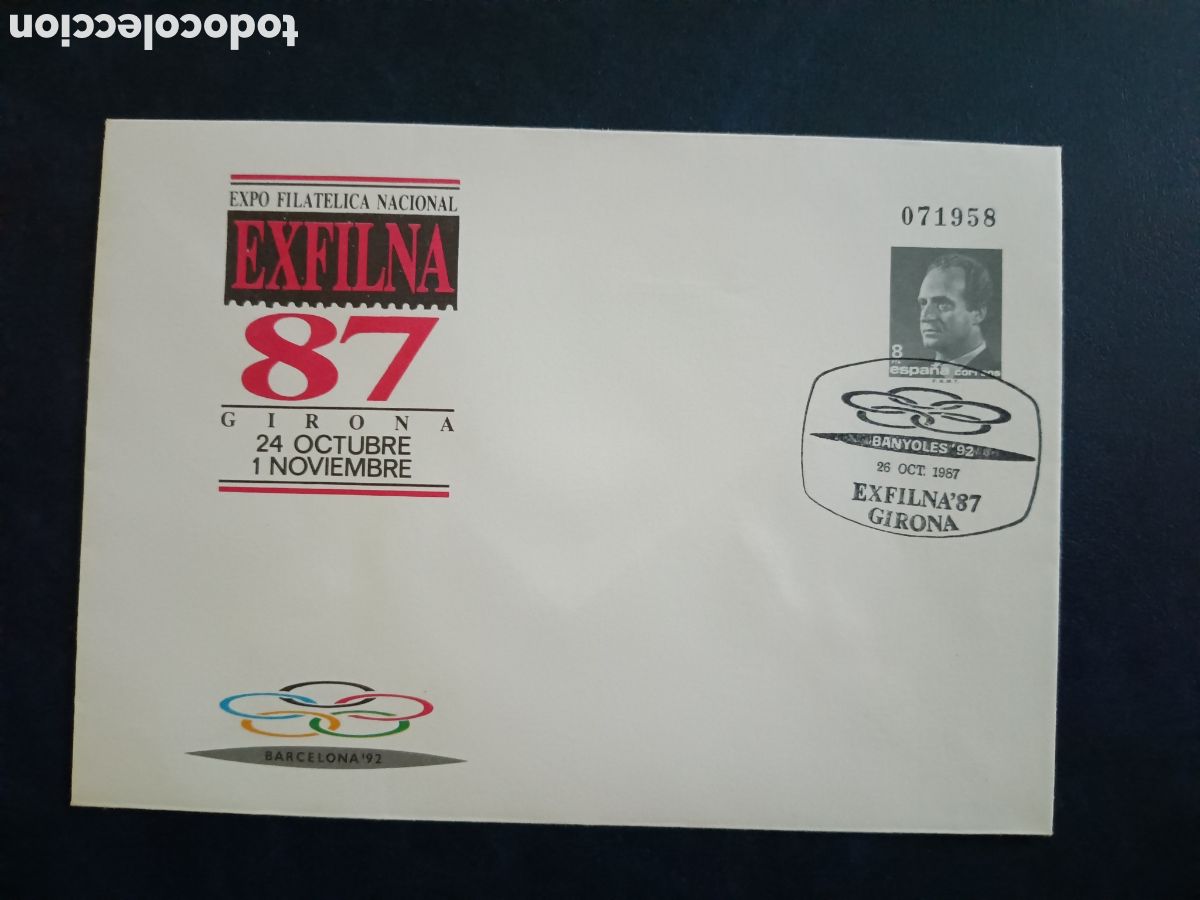 todocoleccion
EXPO FILATELICA NACIONAL
EXFILNA
87
GIRONA
24 OCTUBRE
1 NOVIEMBRE
071958
8
PTA
españa correos
F.N.M.T.
BANYOLES '92
26 OCT. 1987
EXFILNA'87
GIRONA
BARCELONA'92